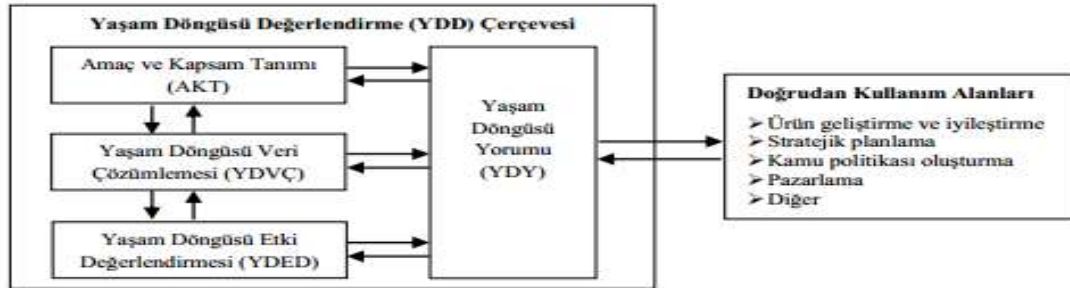 Yaşam Döngüsü Değerlendirme (YDD) Çerçevesi
Amaç ve Kapsam Tanımı
(AKT)
Yaşam Döngüsü Veri
Çözümlemesi (YDVÇ)
Yaşam Döngüsü Etki
Değerlendirmesi (YDED)
Yaşam
Döngüsü
Yorumu
(YDY)
Doğrudan Kullanım Alanları
➢ Ürün geliştirme ve iyileştirme
➢ Stratejik planlama
➢ Kamu politikası oluşturma
➢ Pazarlama
➢ Diğer